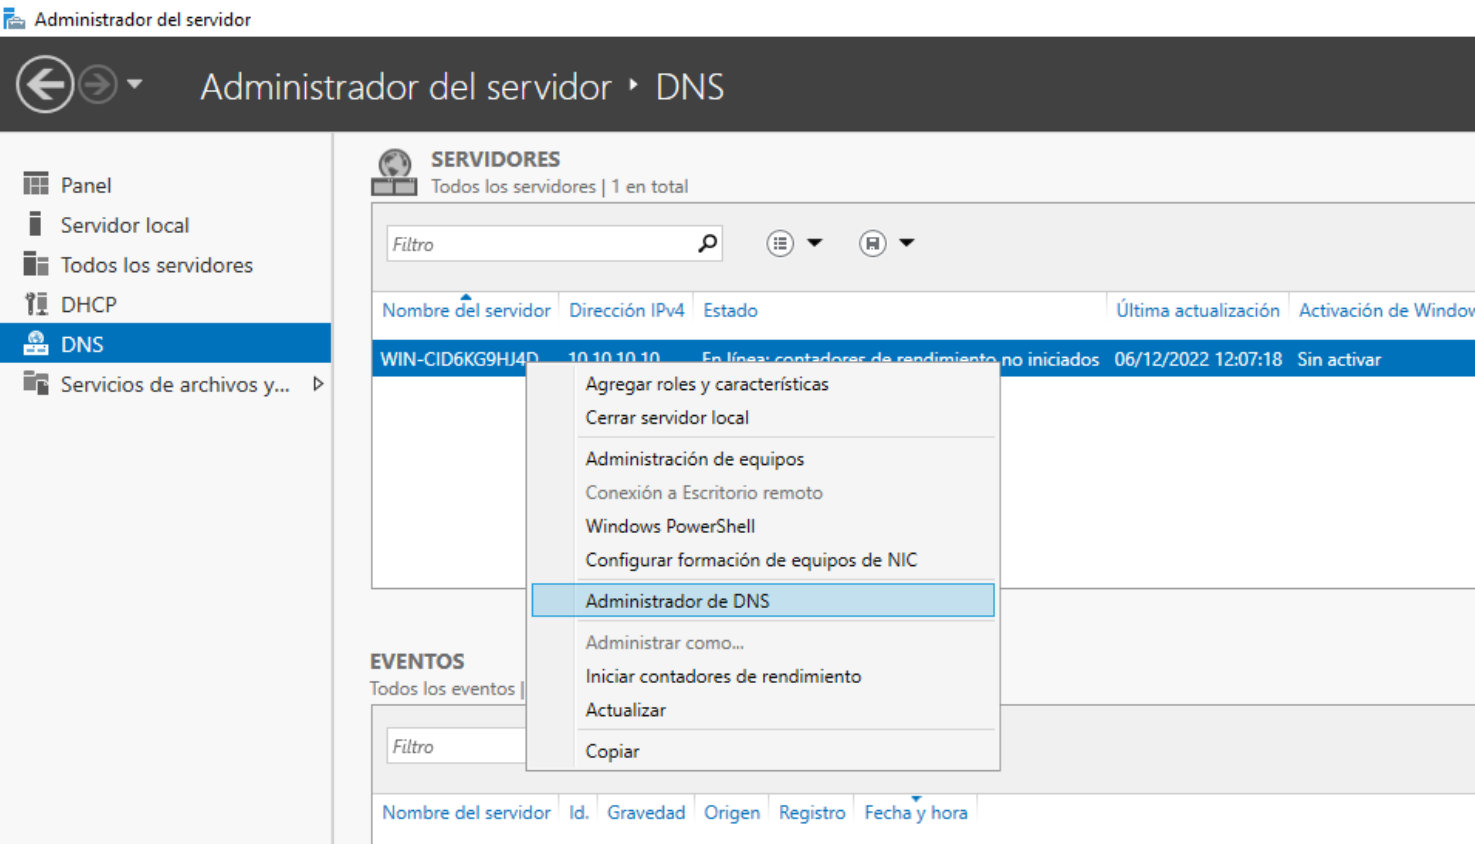 Administrador del servidor
Administrador del servidor ‣ DNS
Panel
Servidor local
Todos los servidores
DHCP
DNS
Servicios de archivos y...
SERVIDORES
Todos los servidores | 1 en total
Filtro
Nombre del servidor Dirección IPv4 Estado Última actualización Activación de Window
WIN-CID6KG9HJ4D 10.10.10.10 En línea: contadores de rendimiento no iniciados 06/12/2022 12:07:18 Sin activar
Agregar roles y características
Cerrar servidor local
Administración de equipos
Conexión a Escritorio remoto
Windows PowerShell
Configurar formación de equipos de NIC
Administrador de DNS
Administrar como...
Iniciar contadores de rendimiento
Actualizar
Copiar
EVENTOS
Todos los eventos |
Filtro
Nombre del servidor Id. Gravedad Origen Registro Fecha y hora